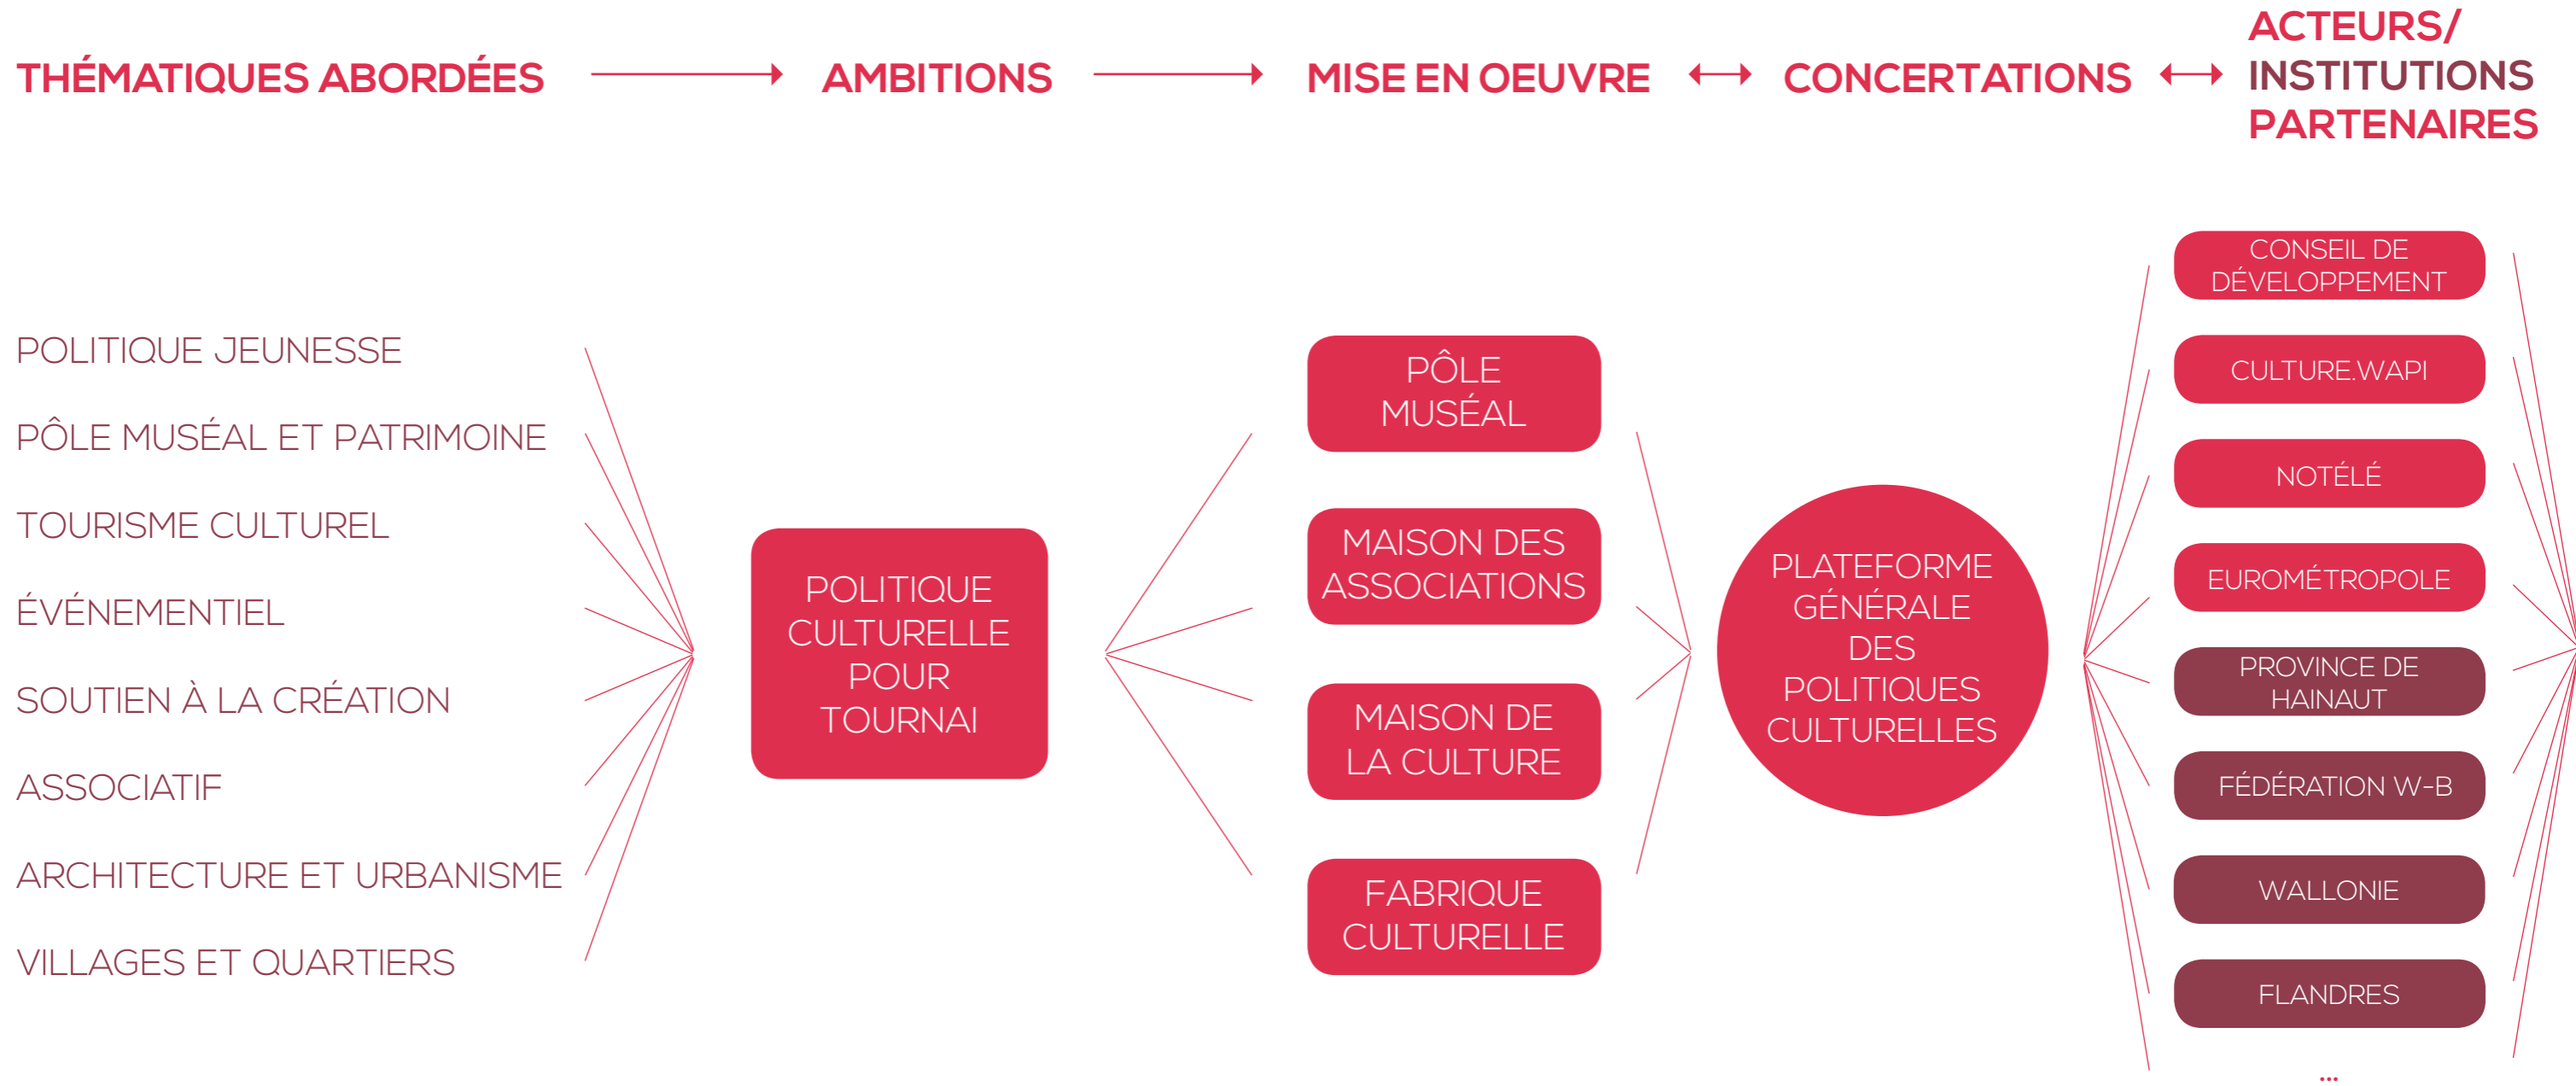 THÉMATIQUES ABORDÉES
AMBITIONS
MISE EN OEUVRE
CONCERTATIONS
ACTEURS/
INSTITUTIONS
PARTENAIRES
POLITIQUE JEUNESSE
PÔLE MUSÉAL ET PATRIMOINE
TOURISME CULTUREL
ÉVÉNEMENTIEL
SOUTIEN À LA CRÉATION
ASSOCIATIF
ARCHITECTURE ET URBANISME
VILLAGES ET QUARTIERS
POLITIQUE
CULTURELLE
POUR
TOURNAI
PÔLE
MUSÉAL
MAISON DES
ASSOCIATIONS
MAISON DE
LA CULTURE
FABRIQUE
CULTURELLE
PLATEFORME
GÉNÉRALE
DES
POLITIQUES
CULTURELLES
CONSEIL DE
DÉVELOPPEMENT
CULTURE.WAPI
NOTÉLÉ
EUROMÉTROPOLE
PROVINCE DE
HAINAUT
FÉDÉRATION W-B
WALLONIE
FLANDRES
...